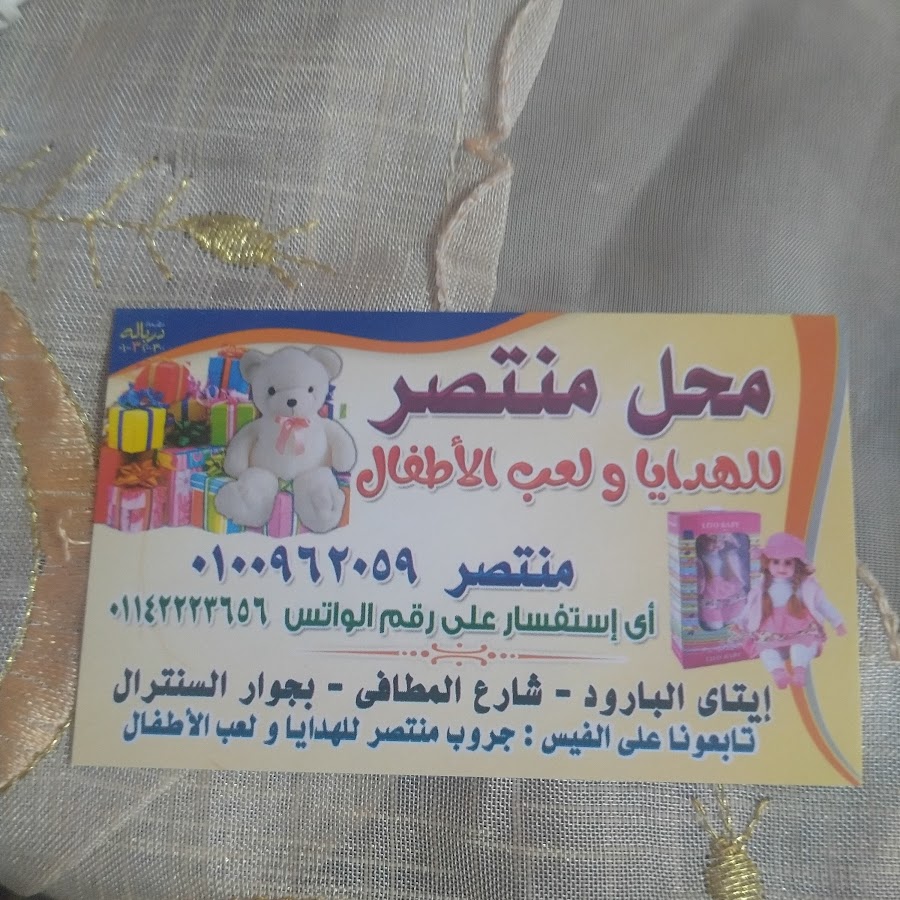 درباله
محل منتصر
للهدايا و لعب الأطفال
منتصر ٠١٠٠٩٦٢٠٥٩
أى إستفسار على رقم الواتس ٠١١٤٢٢٢٣٦٥٦
إيتاى البارود - شارع المطافى - بجوار السنترال
تابعونا على الفيس : جروب منتصر للهدايا و لعب الأطفال